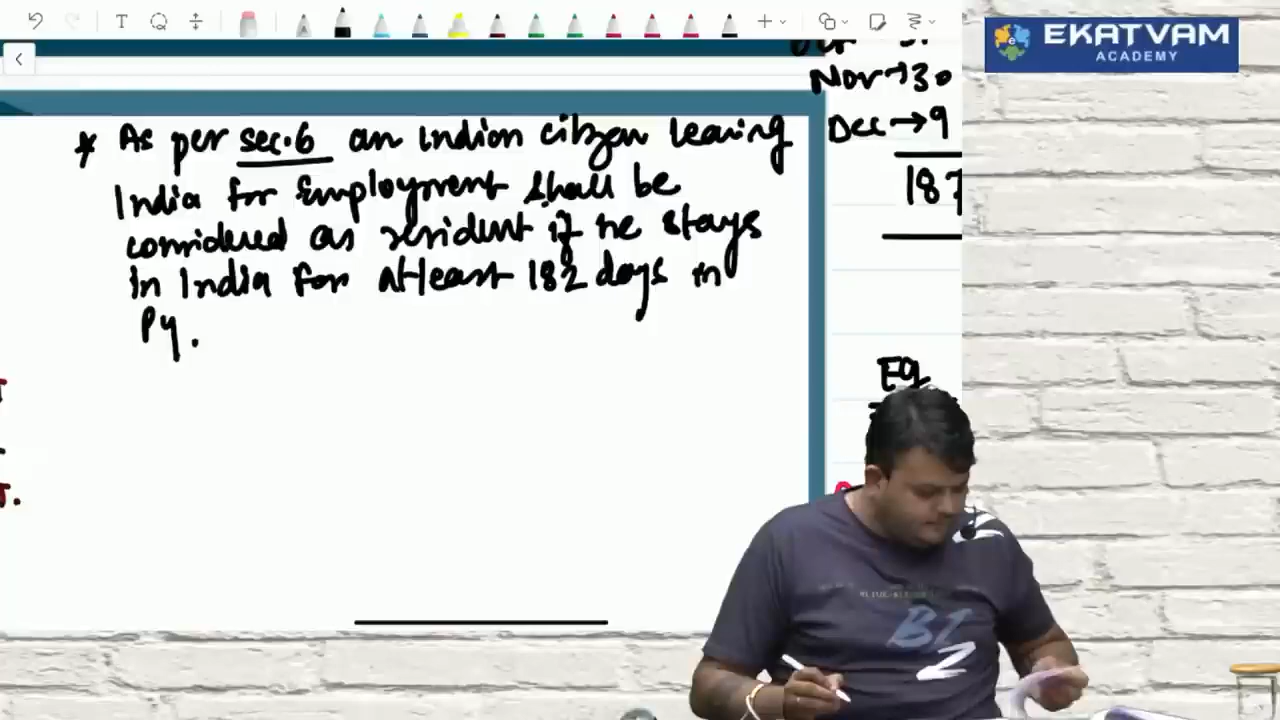 EKATVAM
ACADEMY
* As per sec.6 an Indian citizen leaving
India for Employment shall be
considered as resident if he stays
in India for atleast 182 days in
Py.
Nov → 30
Dec → 9
187
Eg